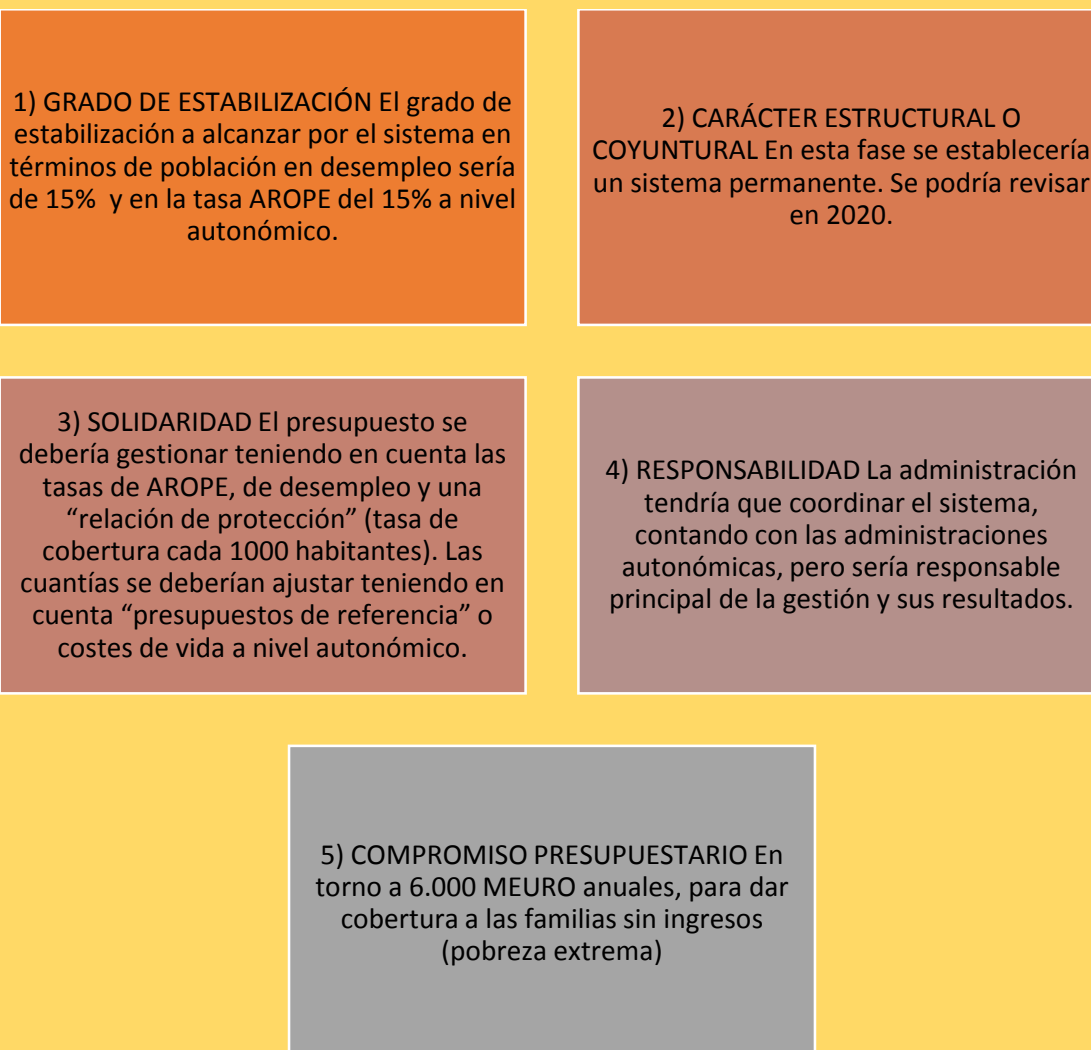 1) GRADO DE ESTABILIZACIÓN El grado de
estabilización a alcanzar por el sistema en
términos de población en desempleo sería
de 15%  y en la tasa AROPE del 15% a nivel
autonómico.
2) CARÁCTER ESTRUCTURAL O
COYUNTURAL En esta fase se establecería
un sistema permanente. Se podría revisar
en 2020.
3) SOLIDARIDAD El presupuesto se
debería gestionar teniendo en cuenta las
tasas de AROPE, de desempleo y una
“relación de protección” (tasa de
cobertura cada 1000 habitantes). Las
cuantías se deberían ajustar teniendo en
cuenta “presupuestos de referencia” o
costes de vida a nivel autonómico.
4) RESPONSABILIDAD La administración
tendría que coordinar el sistema,
contando con las administraciones
autonómicas, pero sería responsable
principal de la gestión y sus resultados.
5) COMPROMISO PRESUPUESTARIO En
torno a 6.000 MEURO anuales, para dar
cobertura a las familias sin ingresos
(pobreza extrema)